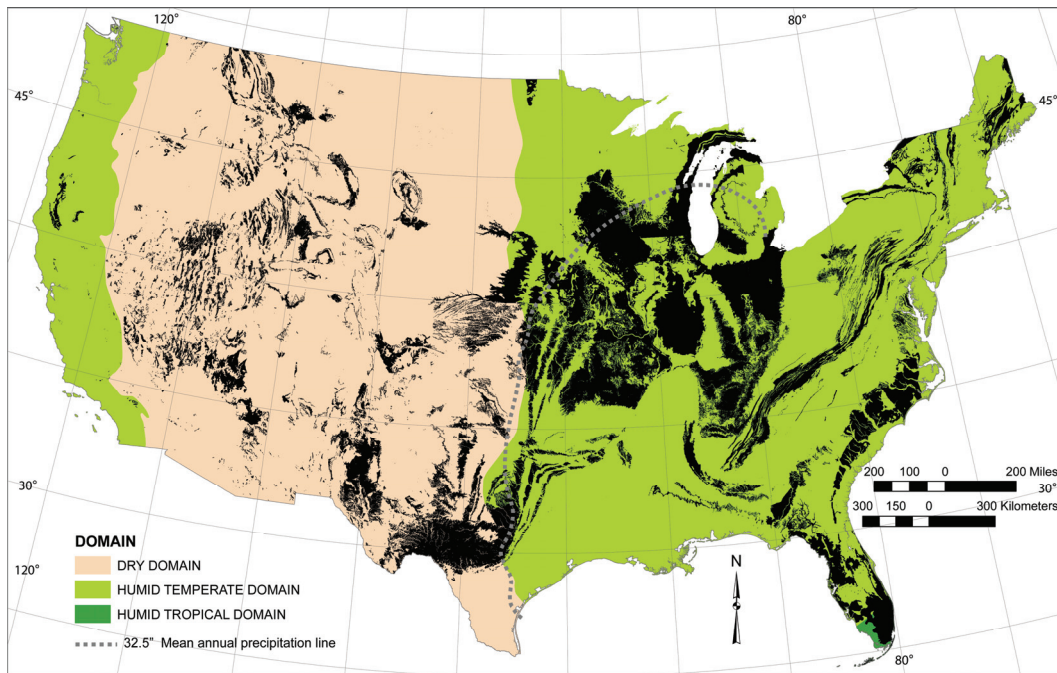 120°
80°
45°
45°
200 100 0 200 Miles
30°
300 150 0 300 Kilometers
30°
DOMAIN
DRY DOMAIN
HUMID TEMPERATE DOMAIN
HUMID TROPICAL DOMAIN
32.5" Mean annual precipitation line
120°
N
80°